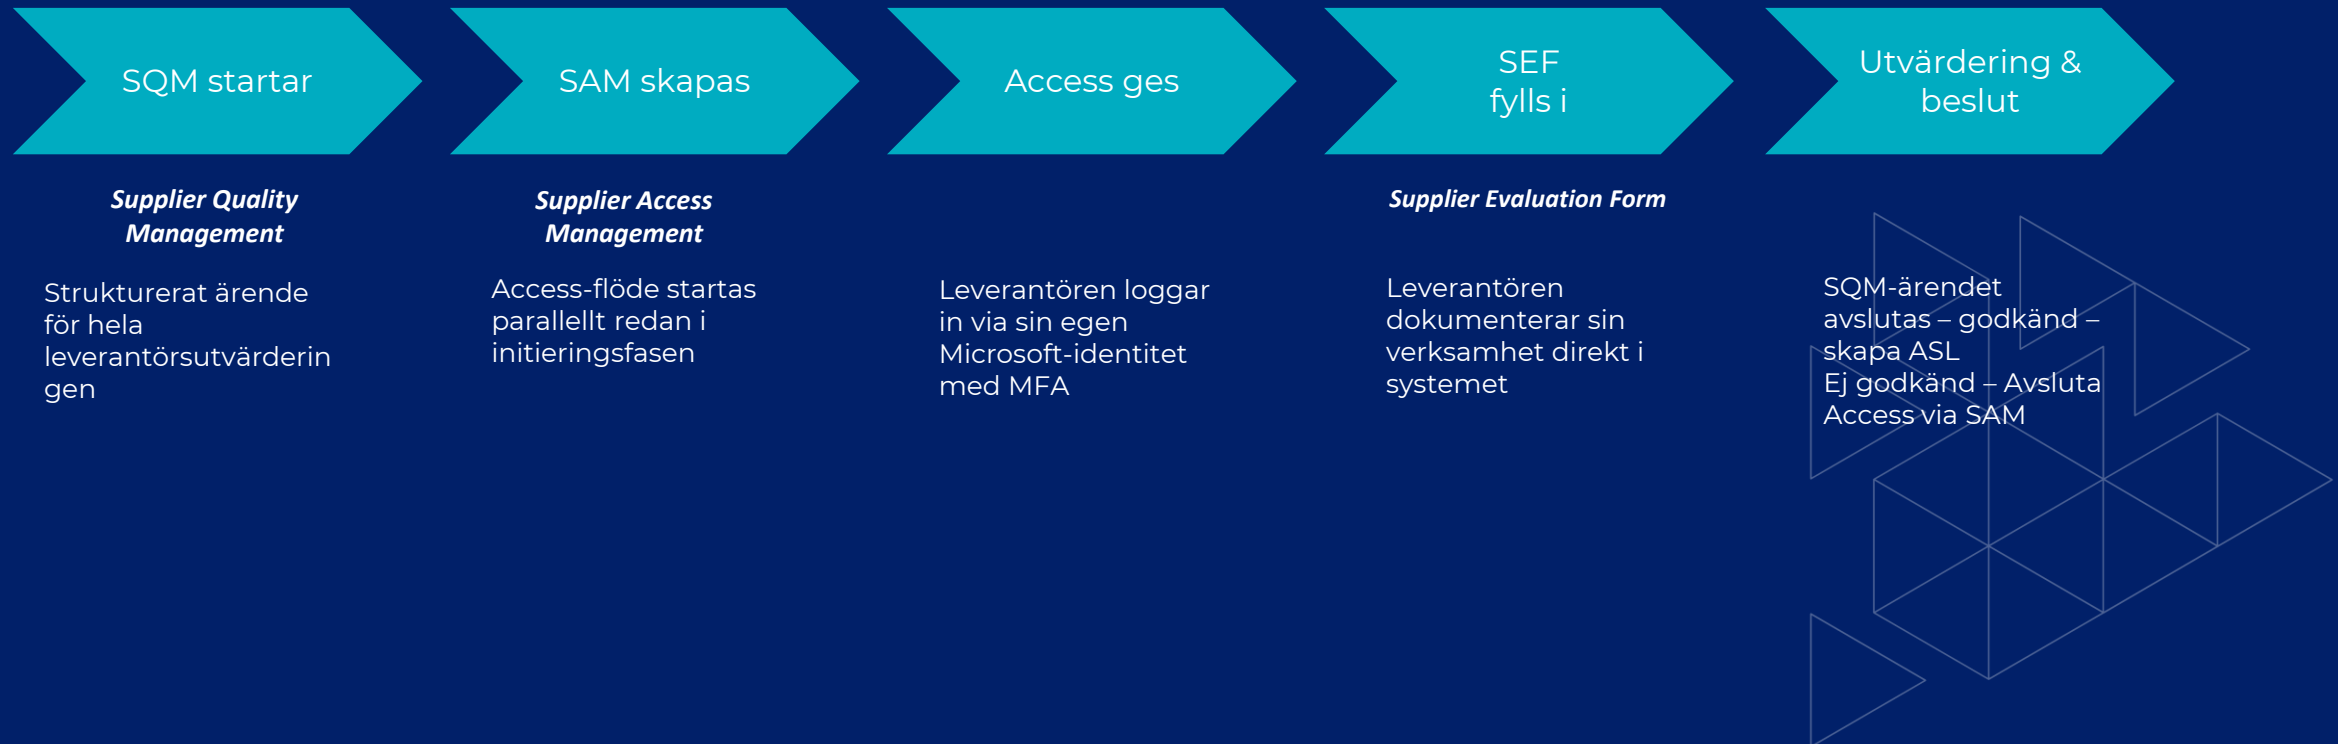 SQM startar
SAM skapas
Access ges
SEF
fylls i
Utvärdering &
beslut
Supplier Quality
Management
Supplier Access
Management
Supplier Evaluation Form
Strukturerat ärende
för hela
leverantörsutvärderin
gen
Access-flöde startas
parallellt redan i
initieringsfasen
Leverantören loggar
in via sin egen
Microsoft-identitet
med MFA
Leverantören
dokumenterar sin
verksamhet direkt i
systemet
SQM-ärendet
avslutas – godkänd –
skapa ASL
Ej godkänd – Avsluta
Access via SAM